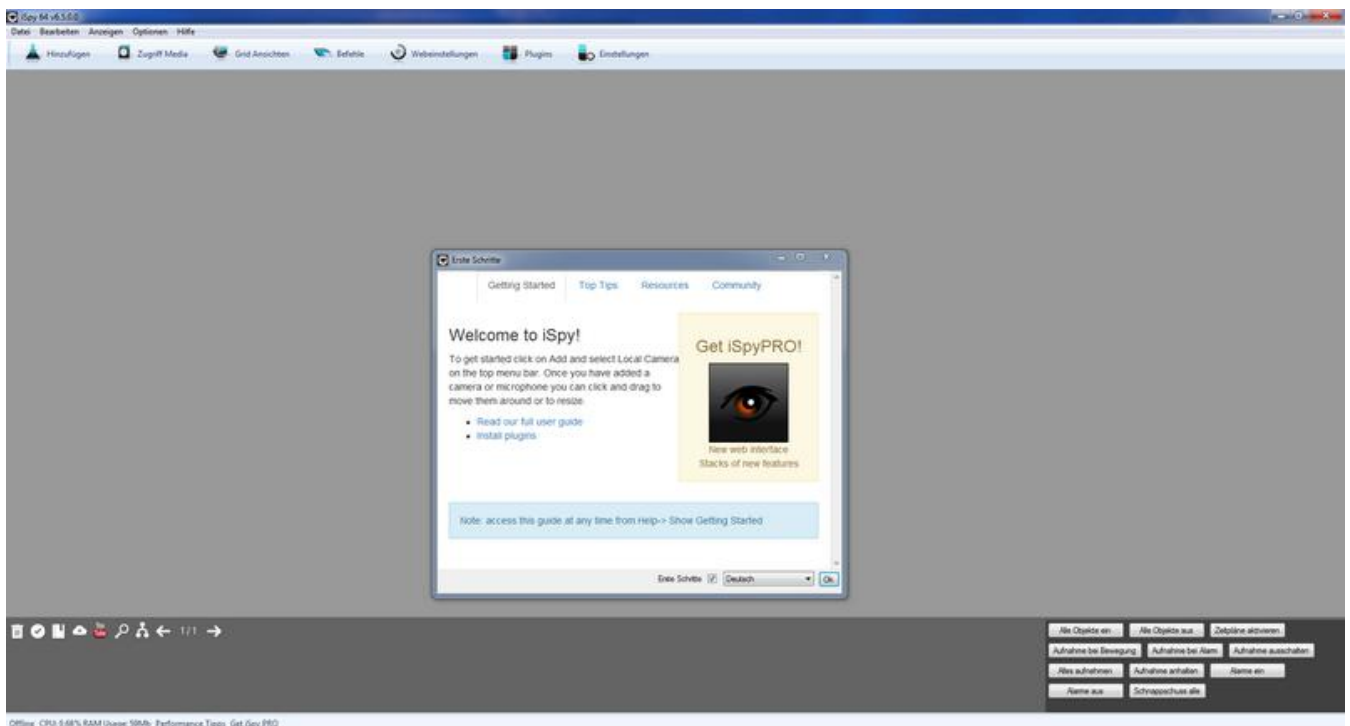 iSpy 64 v6.5.0.0
Datei Bearbeiten Anzeigen Optionen Hilfe
Hinzufügen Zugriff Media Grid Ansichten Befehle Webeinstellungen Plugins Einstellungen
Erste Schritte
Getting Started Top Tips Resources Community
Welcome to iSpy!
To get started click on Add and select Local Camera
on the top menu bar. Once you have added a
camera or microphone you can click and drag to
move them around or to resize
Read our full user guide
Install plugins
Get iSpyPRO!
New web interface
Stacks of new features
Note: access this guide at any time from Help-> Show Getting Started
Erste Schritte Deutsch Ok
1/1
Alle Objekte ein Alle Objekte aus Zeitpläne aktivieren
Aufnahme bei Bewegung Aufnahme bei Alarm Aufnahme ausschalten
Alles aufnehmen Aufnahme anhalten Alarme ein
Alarme aus Schnappschuss alle
Offline CPU: 0.68% RAM Usage: 59Mb Performance Tipps Get iSpy PRO